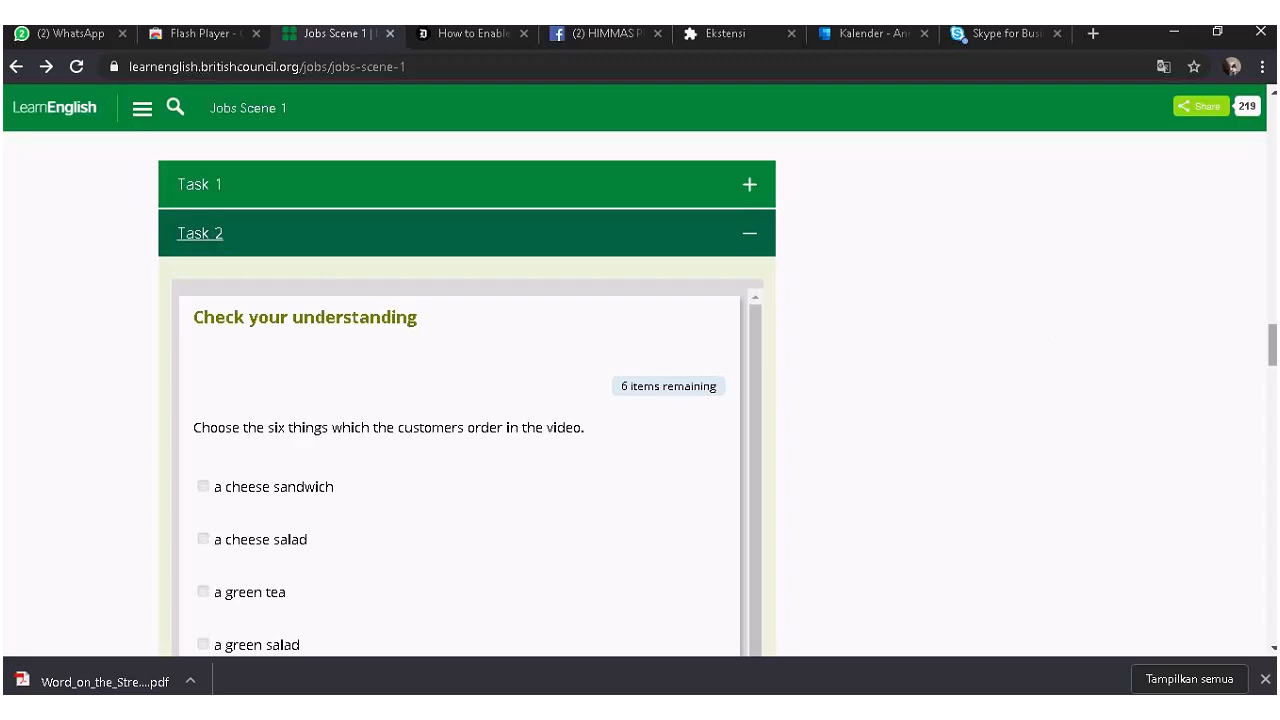 (2) WhatsApp
Flash Player -
Jobs Scene 1 |
How to Enable
(2) HIMMAS P
Ekstensi
Kalender - An
Skype for Busi
learnenglish.britishcouncil.org/jobs/jobs-scene-1
LearnEnglish
Jobs Scene 1
Share
219
Task 1
Task 2
Check your understanding
6 items remaining
Choose the six things which the customers order in the video.
a cheese sandwich
a cheese salad
a green tea
a green salad
Word_on_the_Stre....pdf
Tampilkan semua